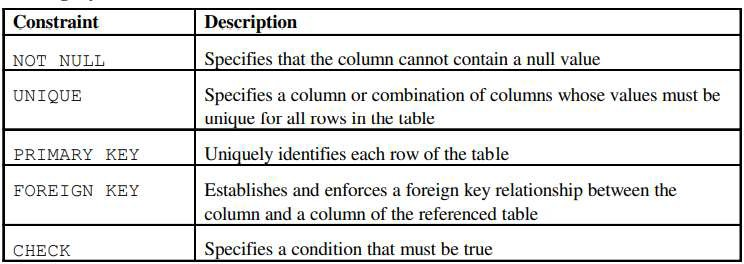 Constraint Description
NOT NULL Specifies that the column cannot contain a null value
UNIQUE Specifies a column or combination of columns whose values must be
unique for all rows in the table
PRIMARY KEY Uniquely identifies each row of the table
FOREIGN KEY Establishes and enforces a foreign key relationship between the
column and a column of the referenced table
CHECK Specifies a condition that must be true